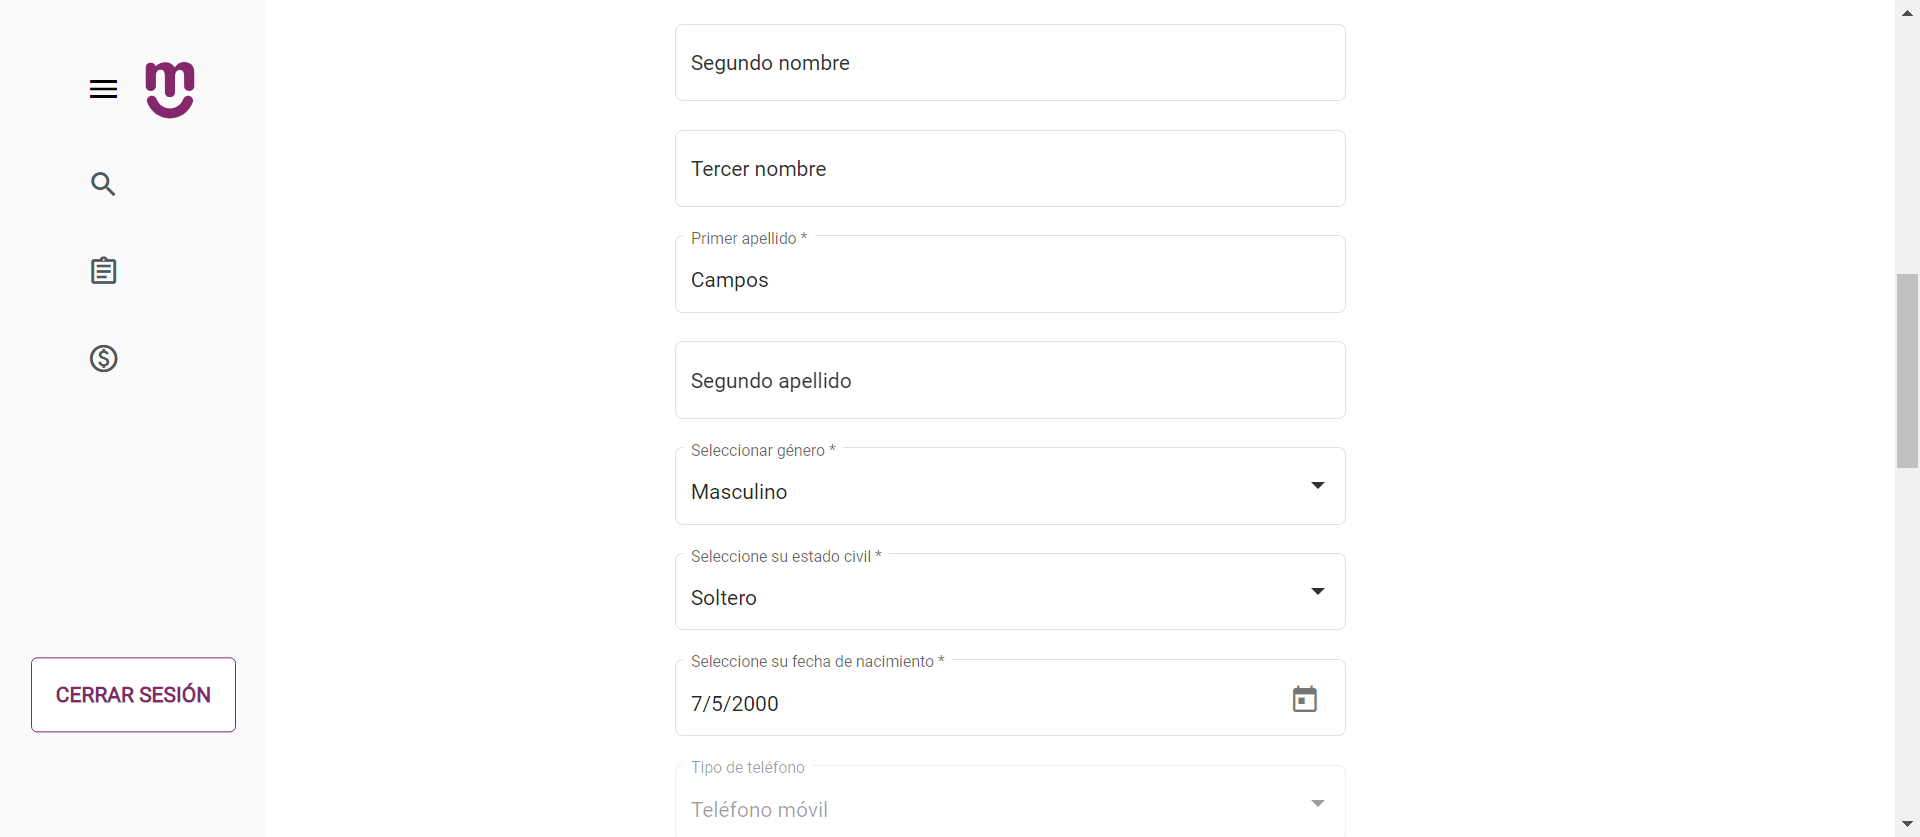 Segundo nombre
Tercer nombre
Primer apellido *
Campos
Segundo apellido
Seleccionar género *
Masculino
Seleccione su estado civil *
Soltero
Seleccione su fecha de nacimiento *
7/5/2000
Tipo de teléfono
Teléfono móvil
CERRAR SESIÓN